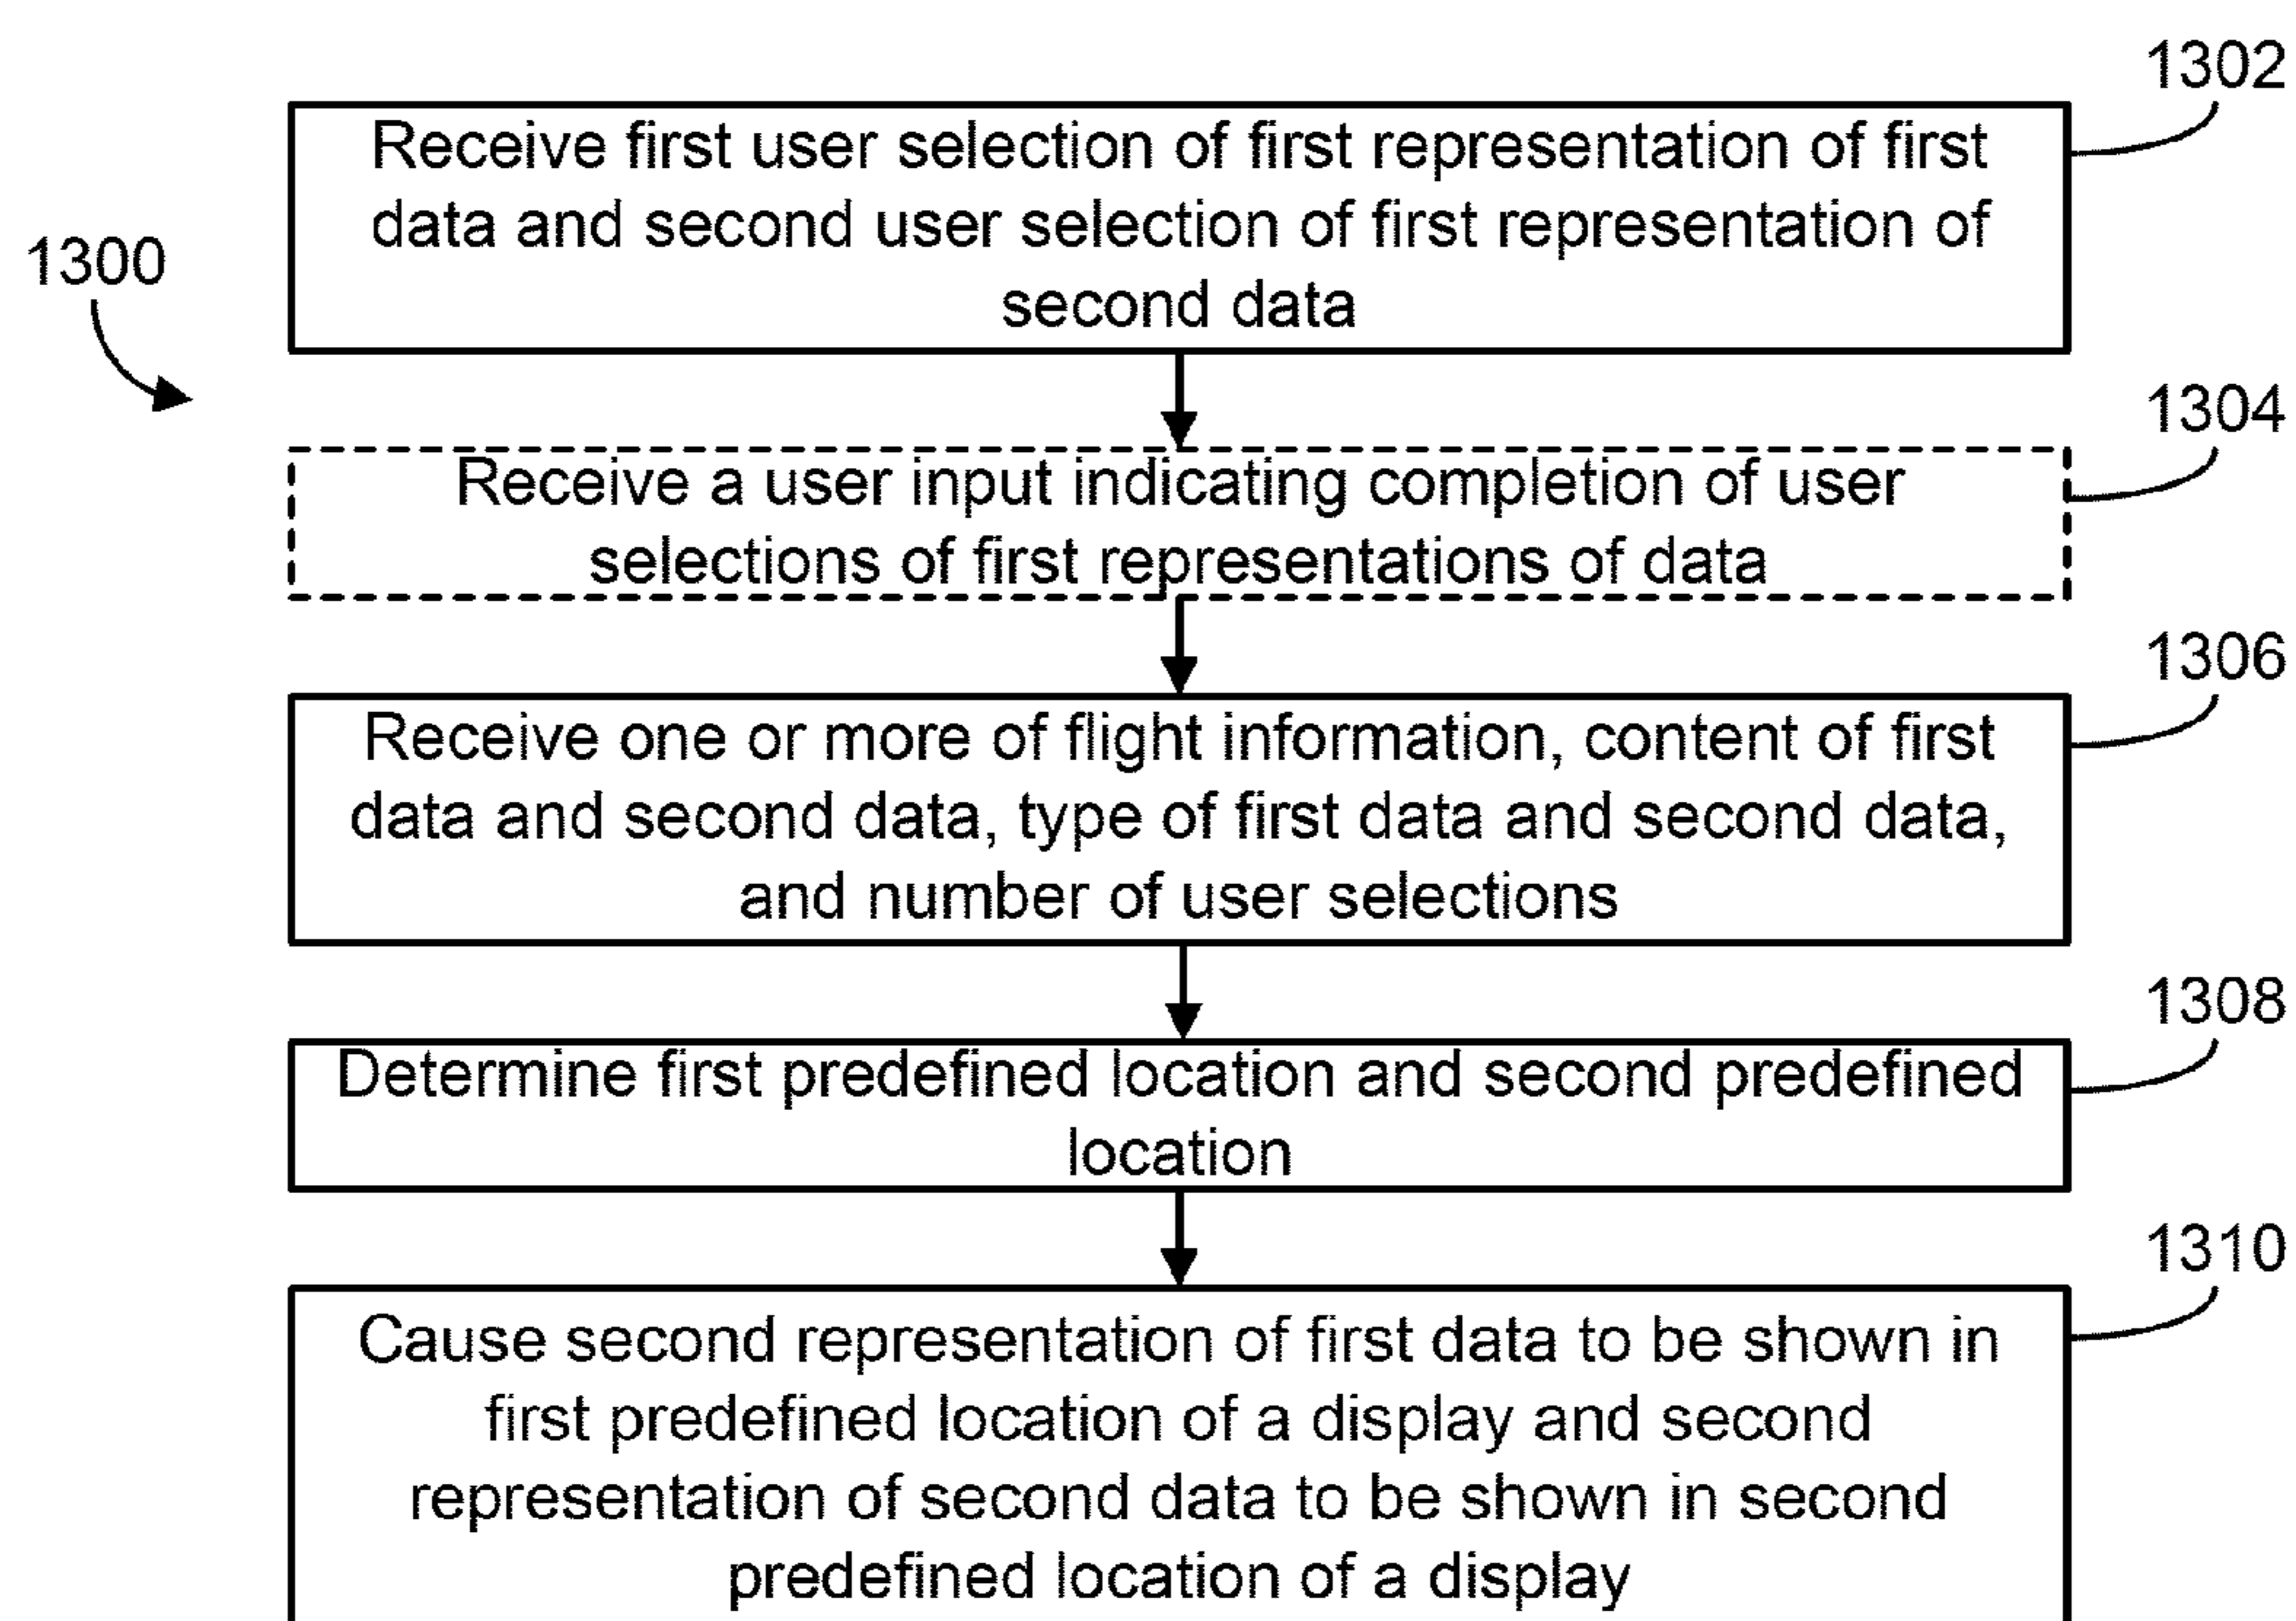 1302
Receive first user selection of first representation of first
data and second user selection of first representation of
second data
1300
1304
Receive a user input indicating completion of user
selections of first representations of data
1306
Receive one or more of flight information, content of first
data and second data, type of first data and second data,
and number of user selections
1308
Determine first predefined location and second predefined
location
1310
Cause second representation of first data to be shown in
first predefined location of a display and second
representation of second data to be shown in second
predefined location of a display